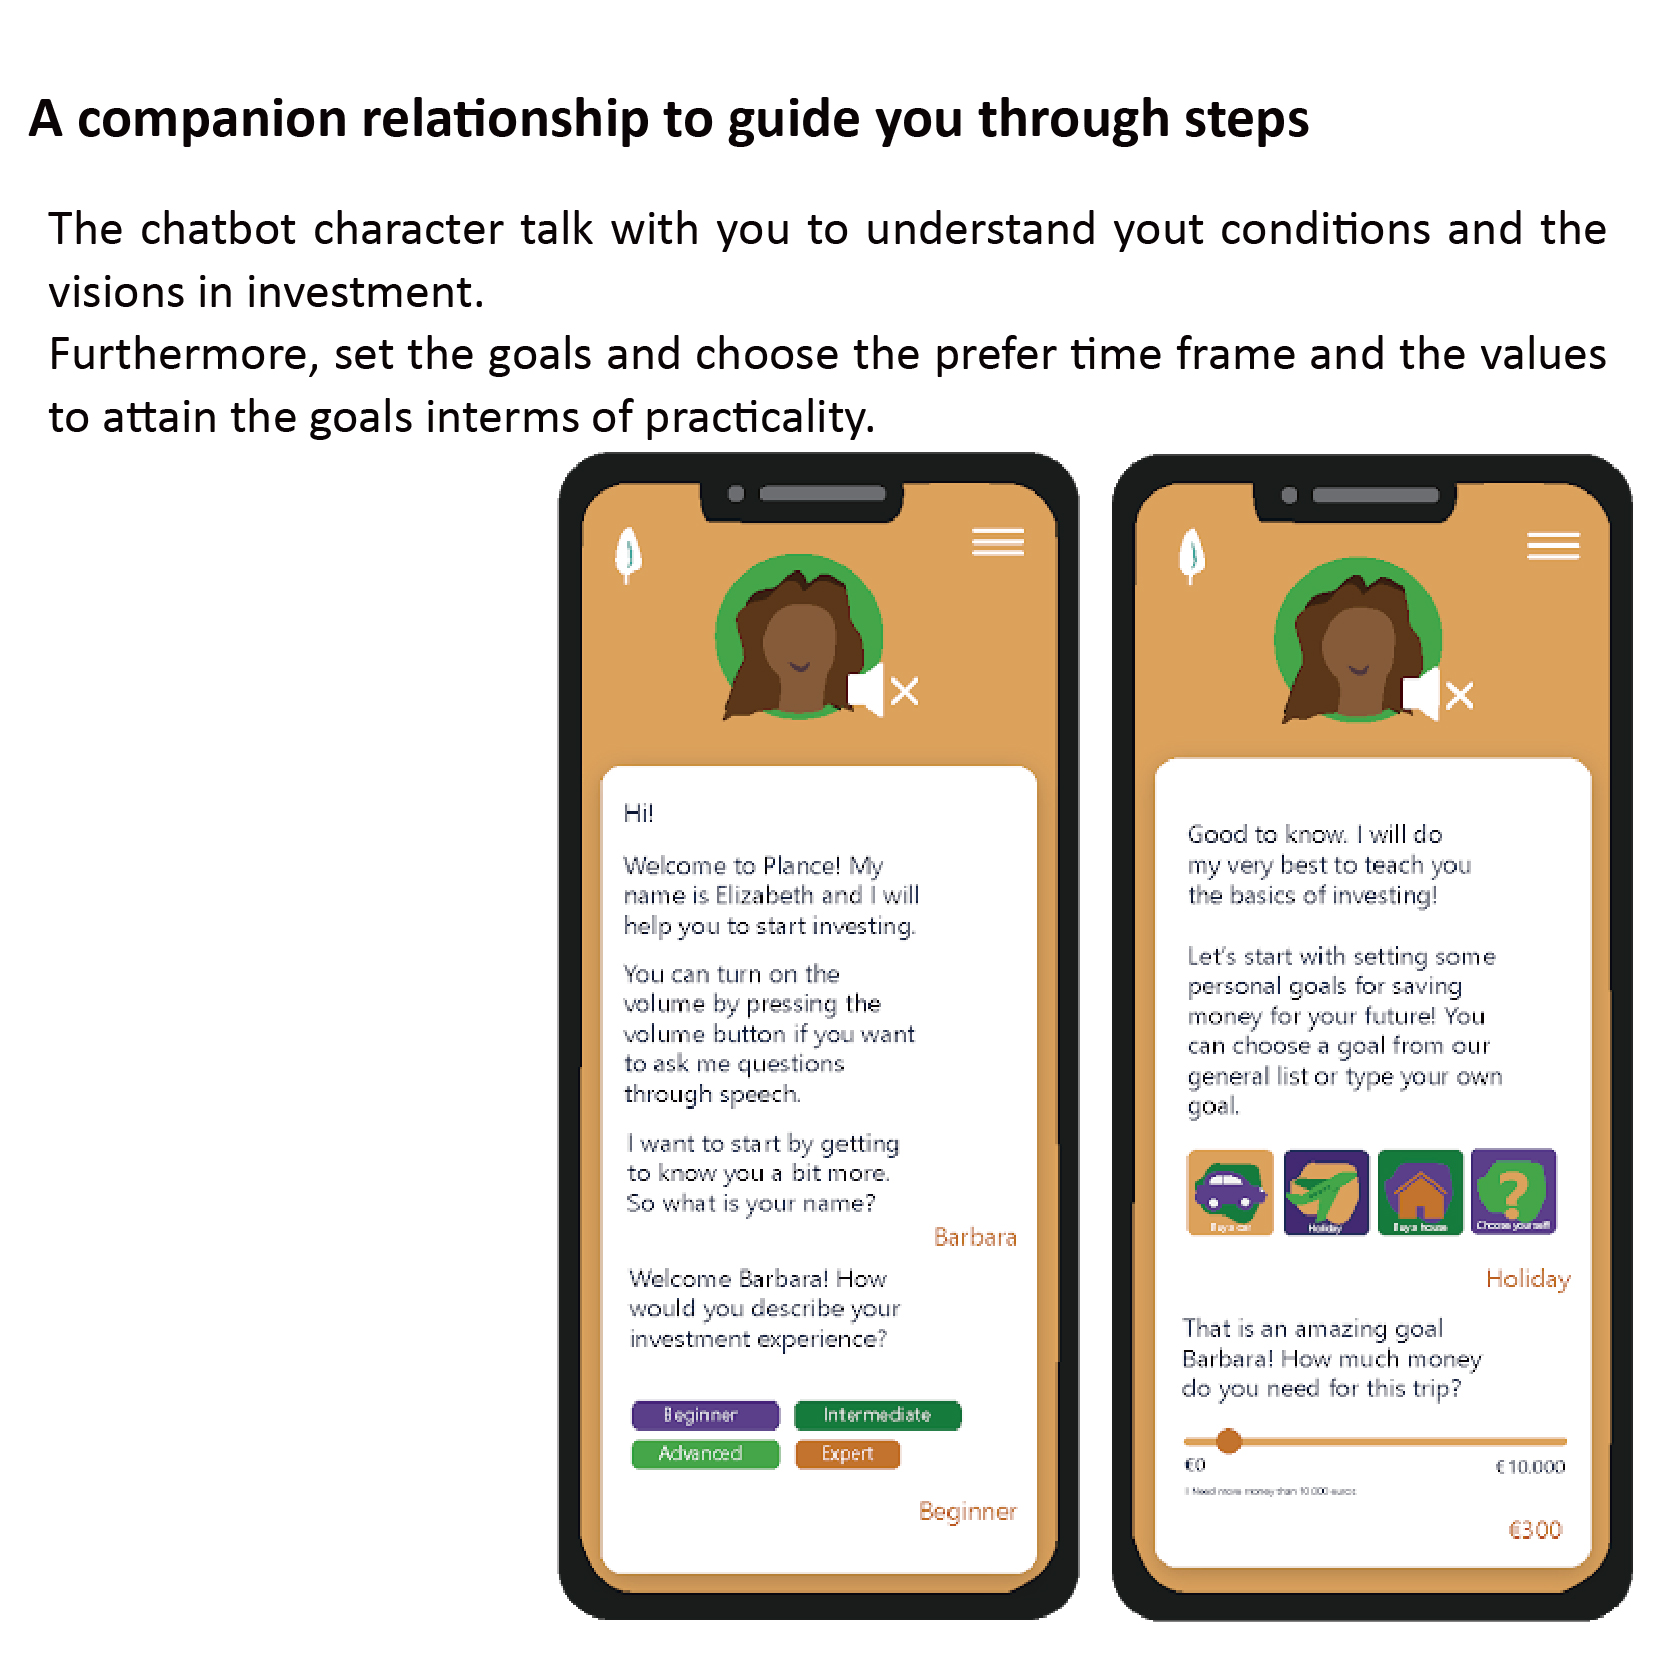 A companion relationship to guide you through steps
The chatbot character talk with you to understand yout conditions and the
visions in investment.
Furthermore, set the goals and choose the prefer time frame and the values
to attain the goals interms of practicality.
Hi!
Welcome to Plance! My
name is Elizabeth and I will
help you to start investing.
You can turn on the
volume by pressing the
volume button if you want
to ask me questions
through speech.
I want to start by getting
to know you a bit more.
So what is your name?
Barbara
Welcome Barbara! How
would you describe your
investment experience?
Beginner
Intermediate
Advanced
Expert
Beginner
Good to know. I will do
my very best to teach you
the basics of investing!
Let's start with setting some
personal goals for saving
money for your future! You
can choose a goal from our
general list or type your own
goal.
Buy a car
Holiday
Buy a house
Choose yourself
Holiday
That is an amazing goal
Barbara! How much money
do you need for this trip?
€0
€10.000
I Need more money than 10.000 euros
€300